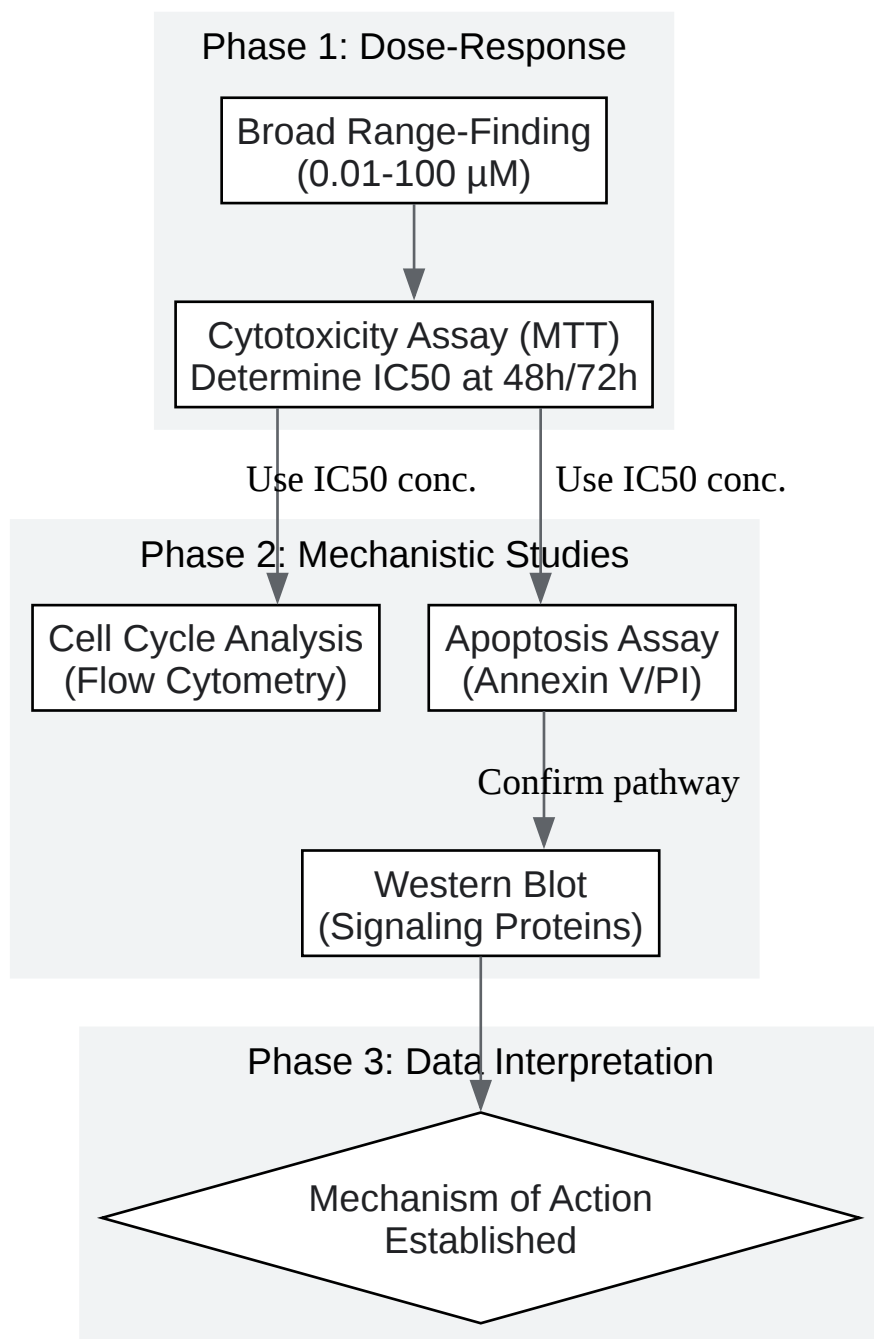 Phase 1: Dose-Response
Broad Range-Finding
(0.01-100 µM)
Cytotoxicity Assay (MTT)
Determine IC50 at 48h/72h
Use IC50 conc.
Use IC50 conc.
Phase 2: Mechanistic Studies
Cell Cycle Analysis
(Flow Cytometry)
Apoptosis Assay
(Annexin V/PI)
Confirm pathway
Western Blot
(Signaling Proteins)
Phase 3: Data Interpretation
Mechanism of Action
Established